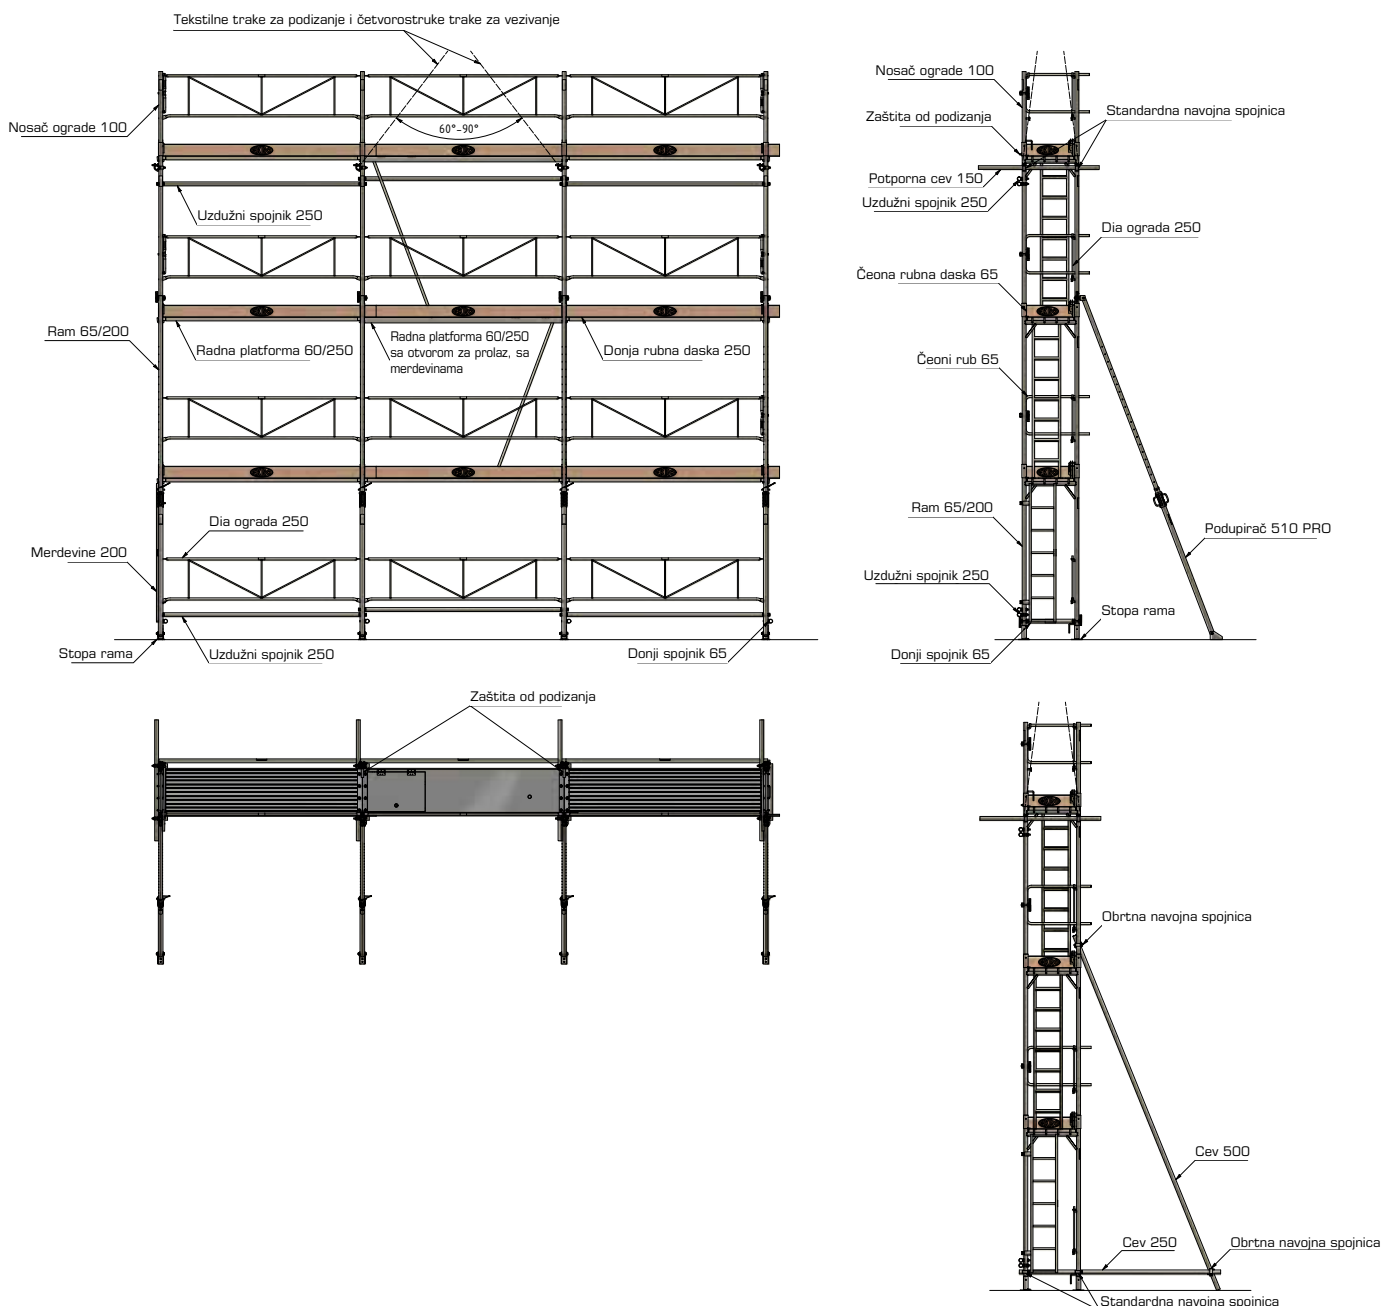 Tekstilne trake za podizanje i četvorostruke trake za vezivanje
Nosač ograde 100
60°-90°
Uzdužni spojnik 250
Ram 65/200
Radna platforma 60/250
Radna platforma 60/250
sa otvorom za prolaz, sa
merdevinama
Donja rubna daska 250
Dia ograda 250
Merdevine 200
Stopa rama
Uzdužni spojnik 250
Donji spojnik 65
Nosač ograde 100
Zaštita od podizanja
Standardna navojna spojnica
Potporna cev 150
Uzdužni spojnik 250
Dia ograda 250
Čeona rubna daska 65
Čeoni rub 65
Ram 65/200
Podupirač 510 PRO
Uzdužni spojnik 250
Stopa rama
Donji spojnik 65
Zaštita od podizanja
Obrtna navojna spojnica
Cev 500
Cev 250
Obrtna navojna spojnica
Standardna navojna spojnica